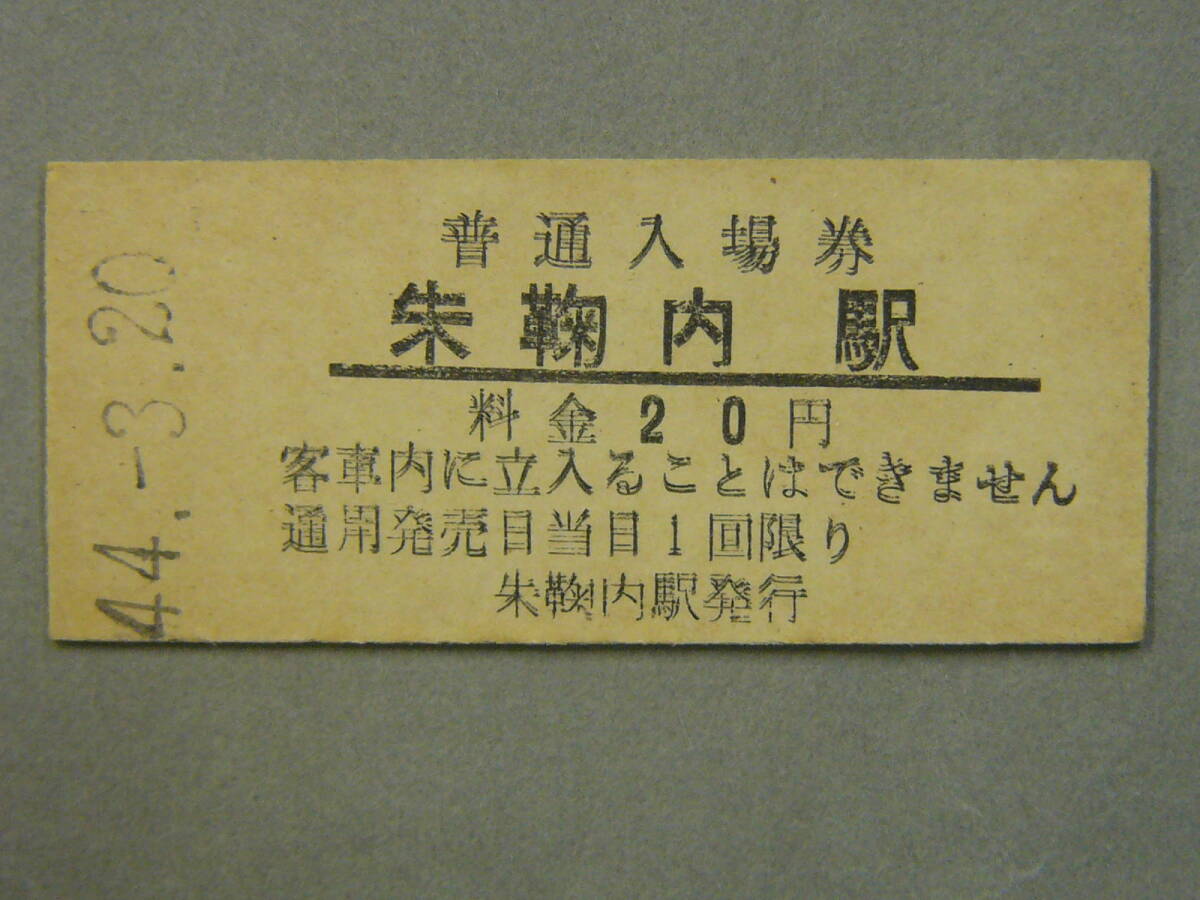 普通入場券
朱鞠内 駅
料金20円
客車内に立入ることはできません
通用発売日当日1回限り
朱鞠内駅発行
44.-3.20